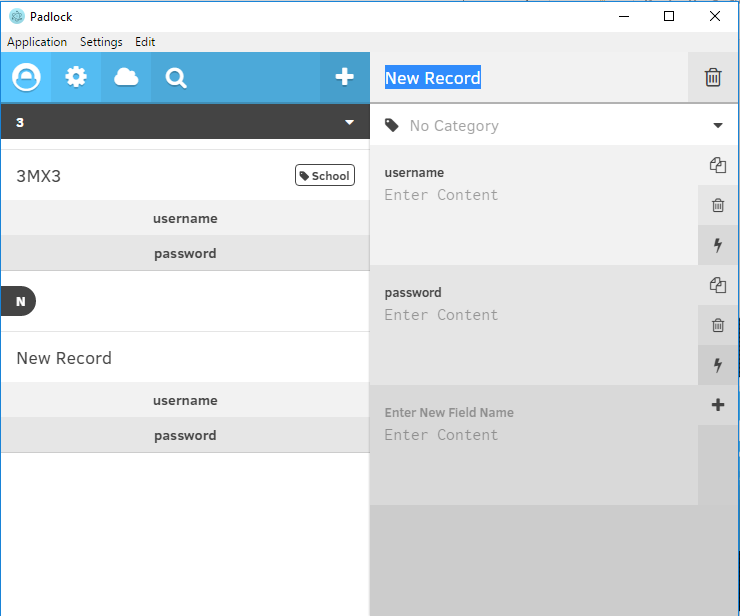 Padlock
Application Settings Edit
3
3MX3
School
username
password
N
New Record
username
password
New Record
No Category
username
Enter Content
password
Enter Content
Enter New Field Name
Enter Content